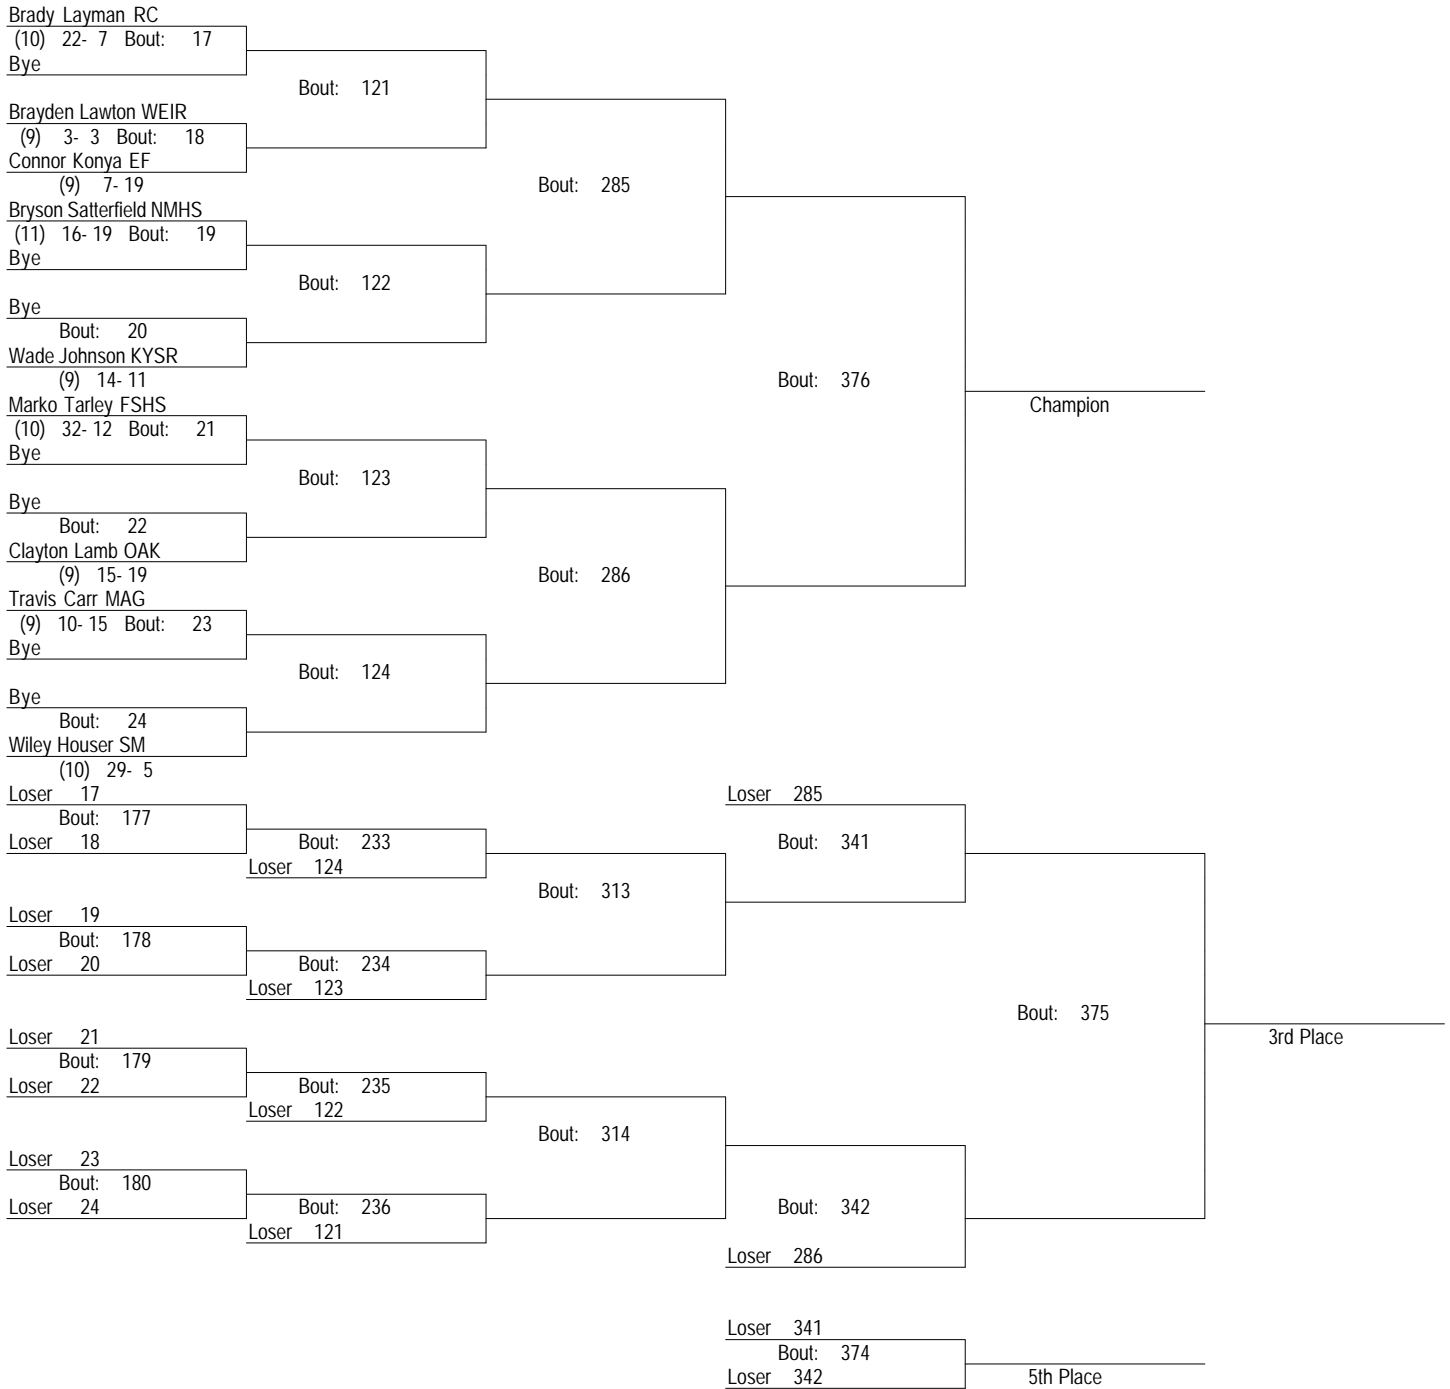 Brady Layman RC
(10) 22- 7 Bout: 17
Bye
Bout: 121
Brayden Lawton WEIR
(9) 3- 3 Bout: 18
Connor Konya EF
(9) 7- 19
Bout: 285
Bryson Satterfield NMHS
(11) 16- 19 Bout: 19
Bye
Bout: 122
Bye
Bout: 20
Wade Johnson KYSR
(9) 14- 11
Bout: 376
Champion
Marko Tarley FSHS
(10) 32- 12 Bout: 21
Bye
Bout: 123
Bye
Bout: 22
Clayton Lamb OAK
(9) 15- 19
Bout: 286
Travis Carr MAG
(9) 10- 15 Bout: 23
Bye
Bout: 124
Bye
Bout: 24
Wiley Houser SM
(10) 29- 5
Loser 17
Bout: 177
Loser 18
Bout: 233
Loser 124
Loser 285
Bout: 341
Bout: 313
Loser 19
Bout: 178
Loser 20
Bout: 234
Loser 123
Bout: 375
3rd Place
Loser 21
Bout: 179
Loser 22
Bout: 235
Loser 122
Bout: 314
Loser 23
Bout: 180
Loser 24
Bout: 236
Loser 121
Bout: 342
Loser 286
Loser 341
Bout: 374
Loser 342
5th Place